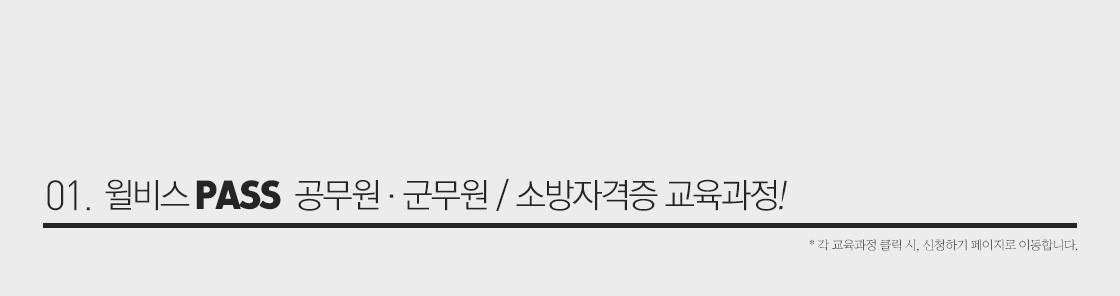 01. 윌비스 PASS 공무원 · 군무원 / 소방자격증 교육과정!
* 각 교육과정 클릭 시, 신청하기 페이지로 이동합니다.